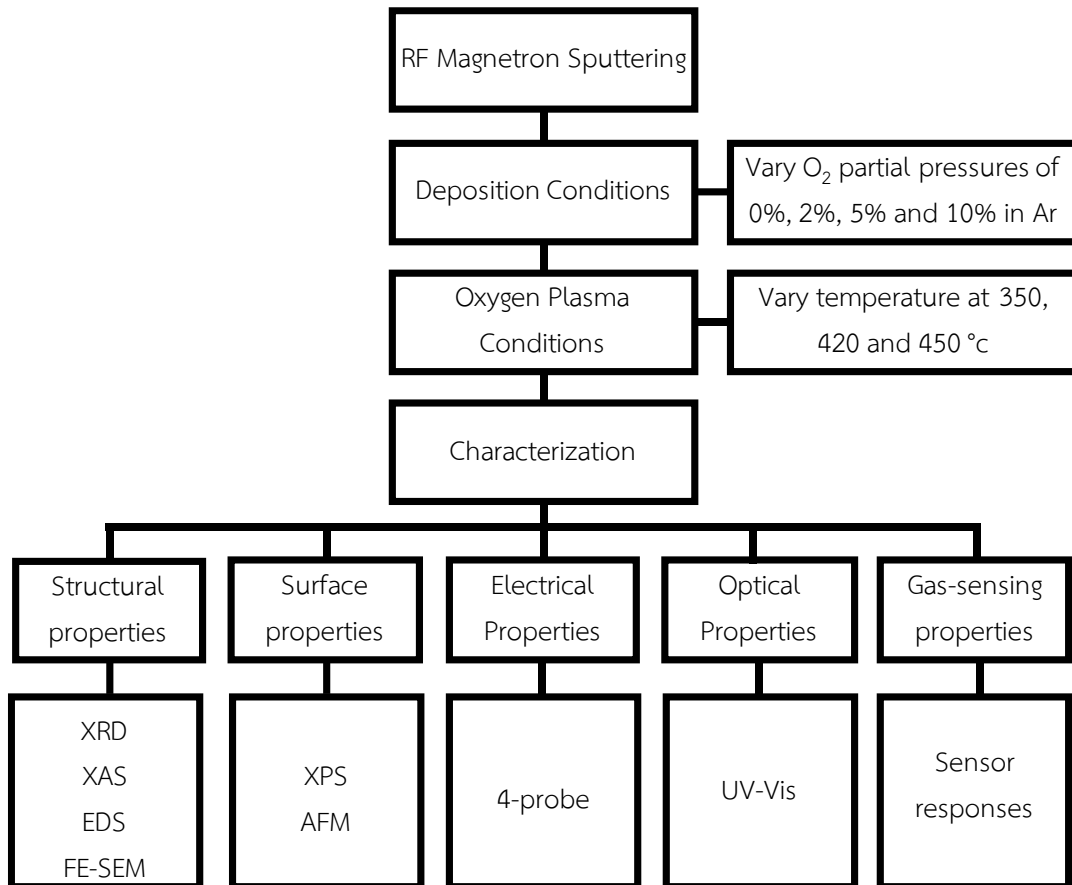 RF Magnetron Sputtering
Deposition Conditions
Vary O₂ partial pressures of
0%, 2%, 5% and 10% in Ar
Oxygen Plasma
Conditions
Vary temperature at 350,
420 and 450 °c
Characterization
Structural
properties
Surface
properties
Electrical
Properties
Optical
Properties
Gas-sensing
properties
XRD
XAS
EDS
FE-SEM
XPS
AFM
4-probe
UV-Vis
Sensor
responses